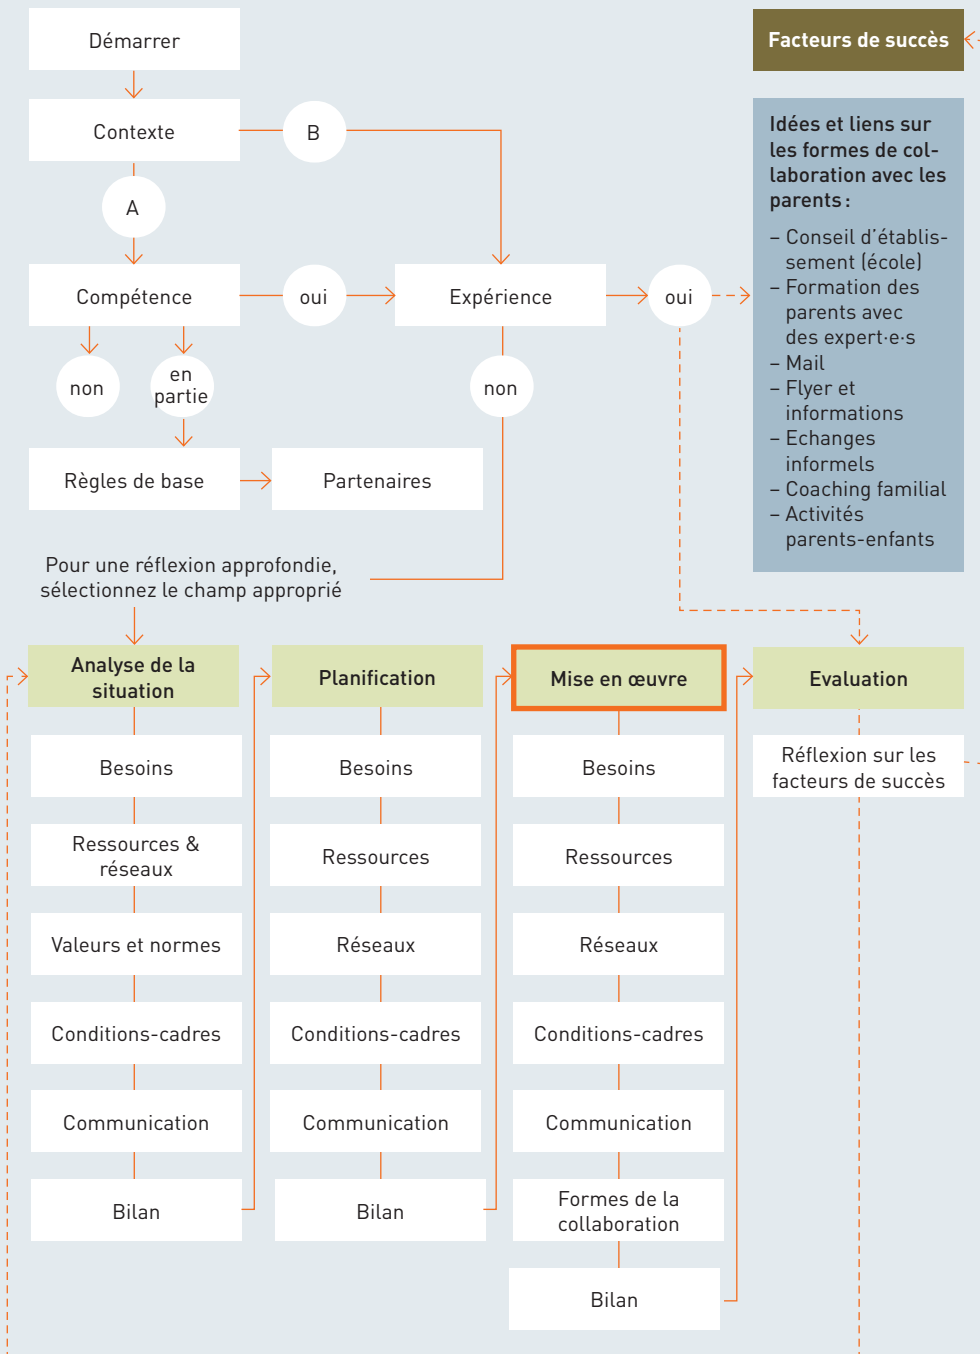 Démarrer
Facteurs de succès
Contexte
B
A
Idées et liens sur
les formes de col-
laboration avec les
parents :
– Conseil d’établis-
sement (école)
– Formation des
parents avec
des expert·e·s
– Mail
– Flyer et
informations
– Echanges
informels
– Coaching familial
– Activités
parents-enfants
Compétence
oui
Expérience
oui
non
en
partie
non
Règles de base
Partenaires
Pour une réflexion approfondie,
sélectionnez le champ approprié
Analyse de la
situation
Besoins
Ressources &
réseaux
Valeurs et normes
Conditions-cadres
Communication
Bilan
Planification
Besoins
Ressources
Réseaux
Conditions-cadres
Communication
Bilan
Mise en œuvre
Besoins
Ressources
Réseaux
Conditions-cadres
Communication
Formes de la
collaboration
Bilan
Evaluation
Réflexion sur les
facteurs de succès